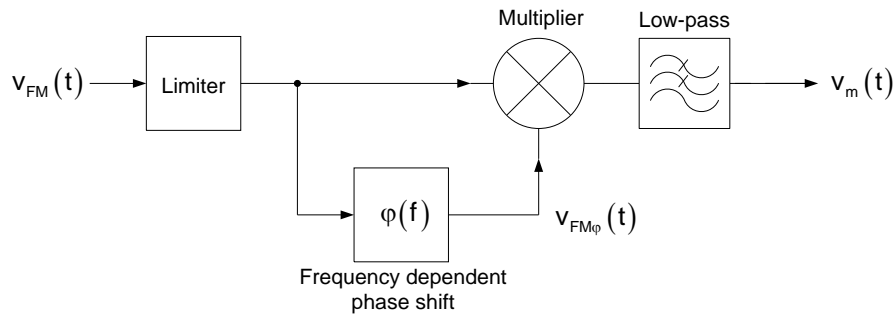 Multiplier
Low-pass
v_FM(t)
Limiter
v_m(t)
φ(f)
v_FMφ(t)
Frequency dependent
phase shift